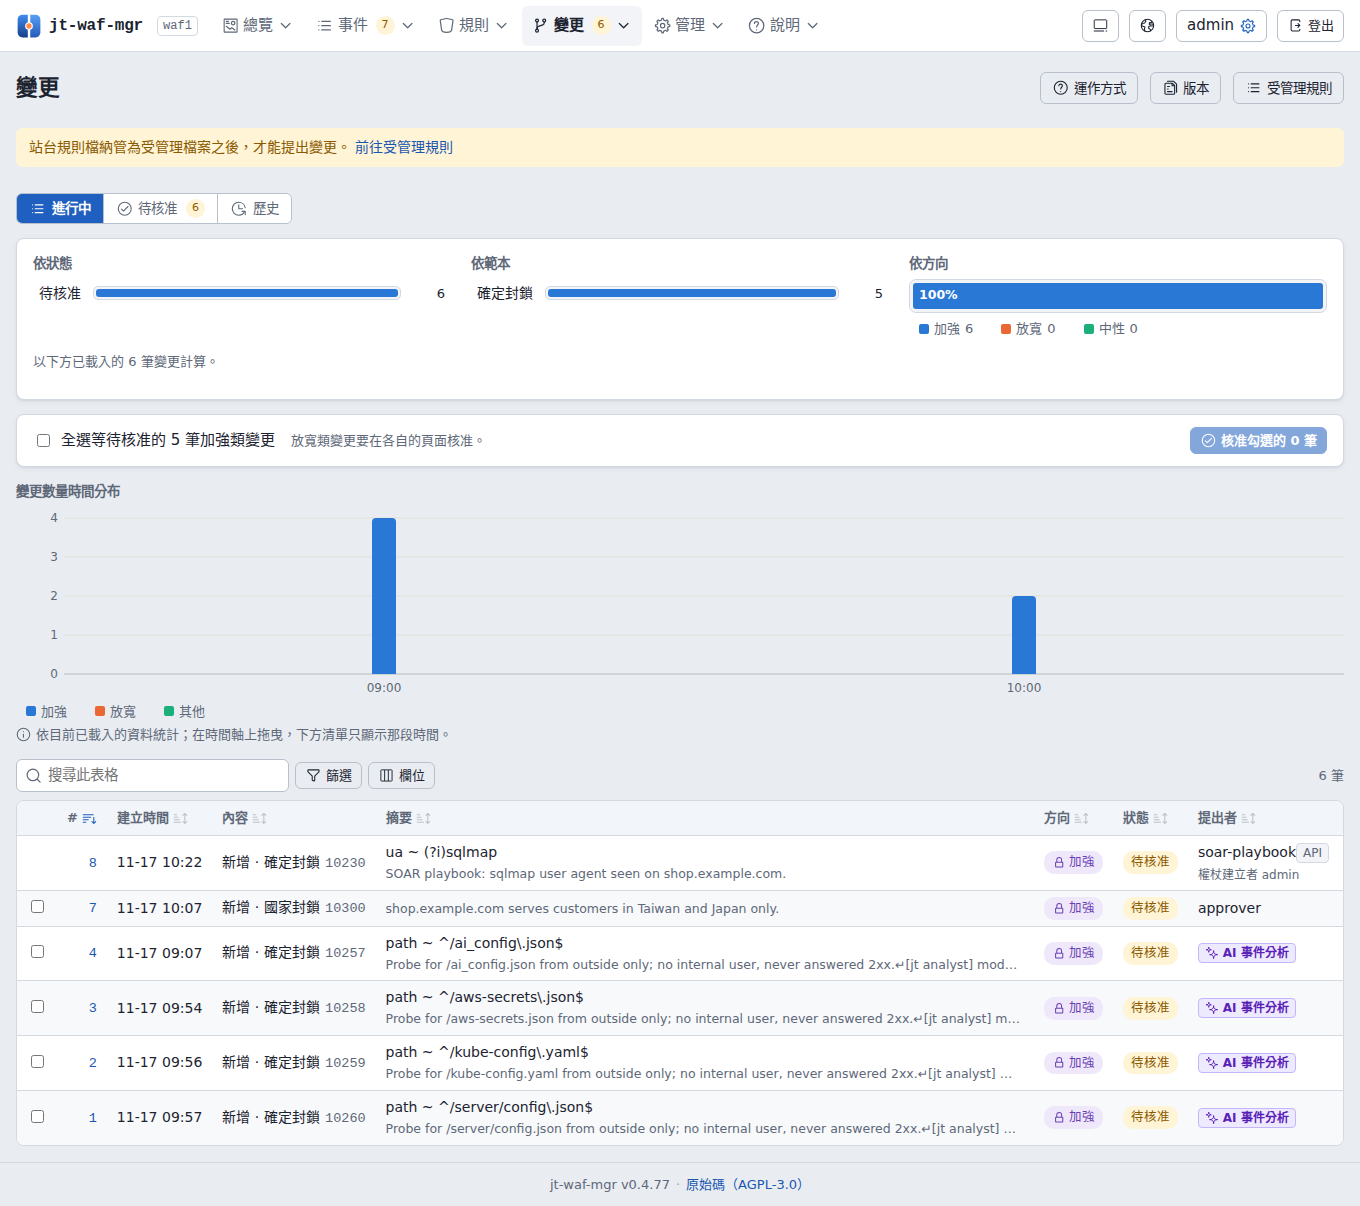 jt-waf-mgr waf1 總覽 事件 7 規則 變更 6 管理 說明 admin 登出
變更 運作方式 版本 受管理規則
站台規則檔納管為受管理檔案之後，才能提出變更。 前往受管理規則
進行中 待核准 6 歷史
依狀態 依範本 依方向
待核准 6 確定封鎖 5 100%
加強 6 放寬 0 中性 0
以下方已載入的 6 筆變更計算。
全選等待核准的 5 筆加強類變更 放寬類變更要在各自的頁面核准。 核准勾選的 0 筆
變更數量時間分布
4
3
2
1
0
09:00 10:00
加強 放寬 其他
依目前已載入的資料統計；在時間軸上拖曳，下方清單只顯示那段時間。
搜尋此表格 篩選 欄位 6 筆
# 建立時間 內容 摘要 方向 狀態 提出者
8 11-17 10:22 新增 · 確定封鎖 10230 ua ~ (?i)sqlmap 加強 待核准 soar-playbook API
SOAR playbook: sqlmap user agent seen on shop.example.com. 權杖建立者 admin
7 11-17 10:07 新增 · 國家封鎖 10300 shop.example.com serves customers in Taiwan and Japan only. 加強 待核准 approver
4 11-17 09:07 新增 · 確定封鎖 10257 path ~ ^/ai_config\.json$ 加強 待核准 AI 事件分析
Probe for /ai_config.json from outside only; no internal user, never answered 2xx.↵[jt analyst] mod…
3 11-17 09:54 新增 · 確定封鎖 10258 path ~ ^/aws-secrets\.json$ 加強 待核准 AI 事件分析
Probe for /aws-secrets.json from outside only; no internal user, never answered 2xx.↵[jt analyst] m…
2 11-17 09:56 新增 · 確定封鎖 10259 path ~ ^/kube-config\.yaml$ 加強 待核准 AI 事件分析
Probe for /kube-config.yaml from outside only; no internal user, never answered 2xx.↵[jt analyst] …
1 11-17 09:57 新增 · 確定封鎖 10260 path ~ ^/server/config\.json$ 加強 待核准 AI 事件分析
Probe for /server/config.json from outside only; no internal user, never answered 2xx.↵[jt analyst] …
jt-waf-mgr v0.4.77 · 原始碼（AGPL-3.0）